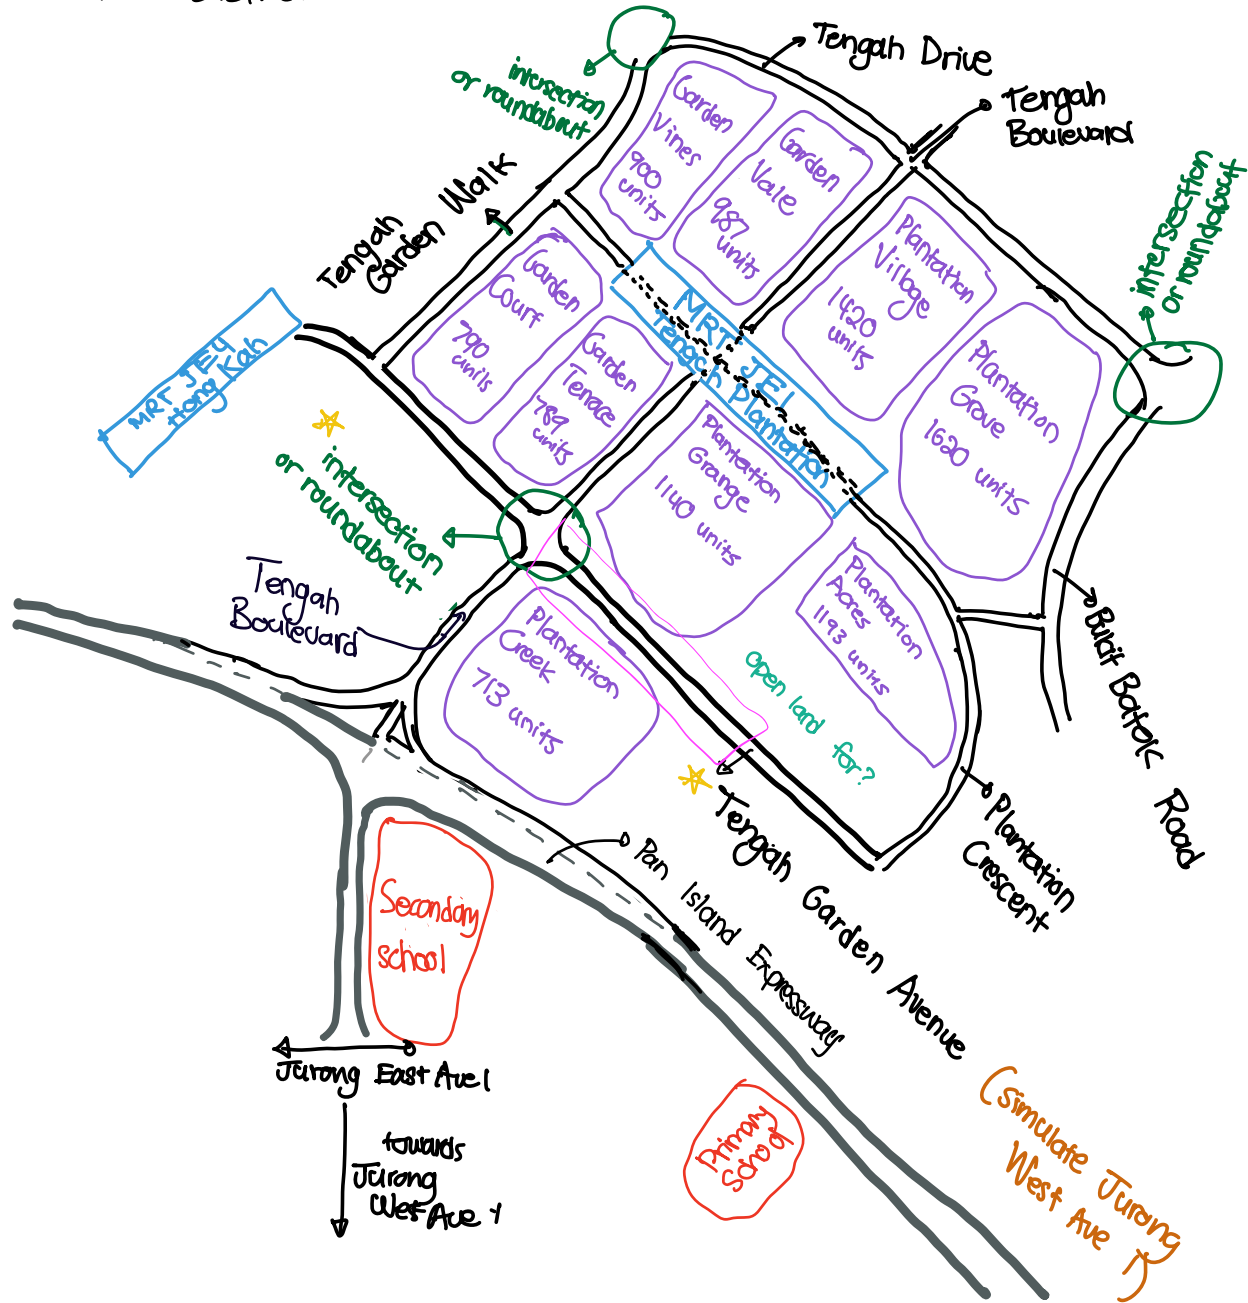 Tengah Drive
intersection
or roundabout
Tengah
Boulevard
Garden
Vines
900
units
Garden
Vale
987
units
intersection
or roundabout
Tengah
Garden Walk
Plantation
Village
1420
units
Garden
Court
790
units
MRT JE1
Tengah Plantation
MRT JE4
Hong Kah
Garden
Terrace
789
units
Plantation
Grove
1620 units
Plantation
Grange
1140 units
intersection
or roundabout
Tengah
Boulevard
Plantation
Acres
1193 units
Plantation
Creek
713 units
open land for?
Bukit Batok Road
Plantation
Crescent
Tengah Garden Avenue
(simulate Jurong
West Ave 1)
Pan Island Expressway
Secondary
school
Jurong East Ave 1
towards
Jurong
West Ave 1
Primary
School